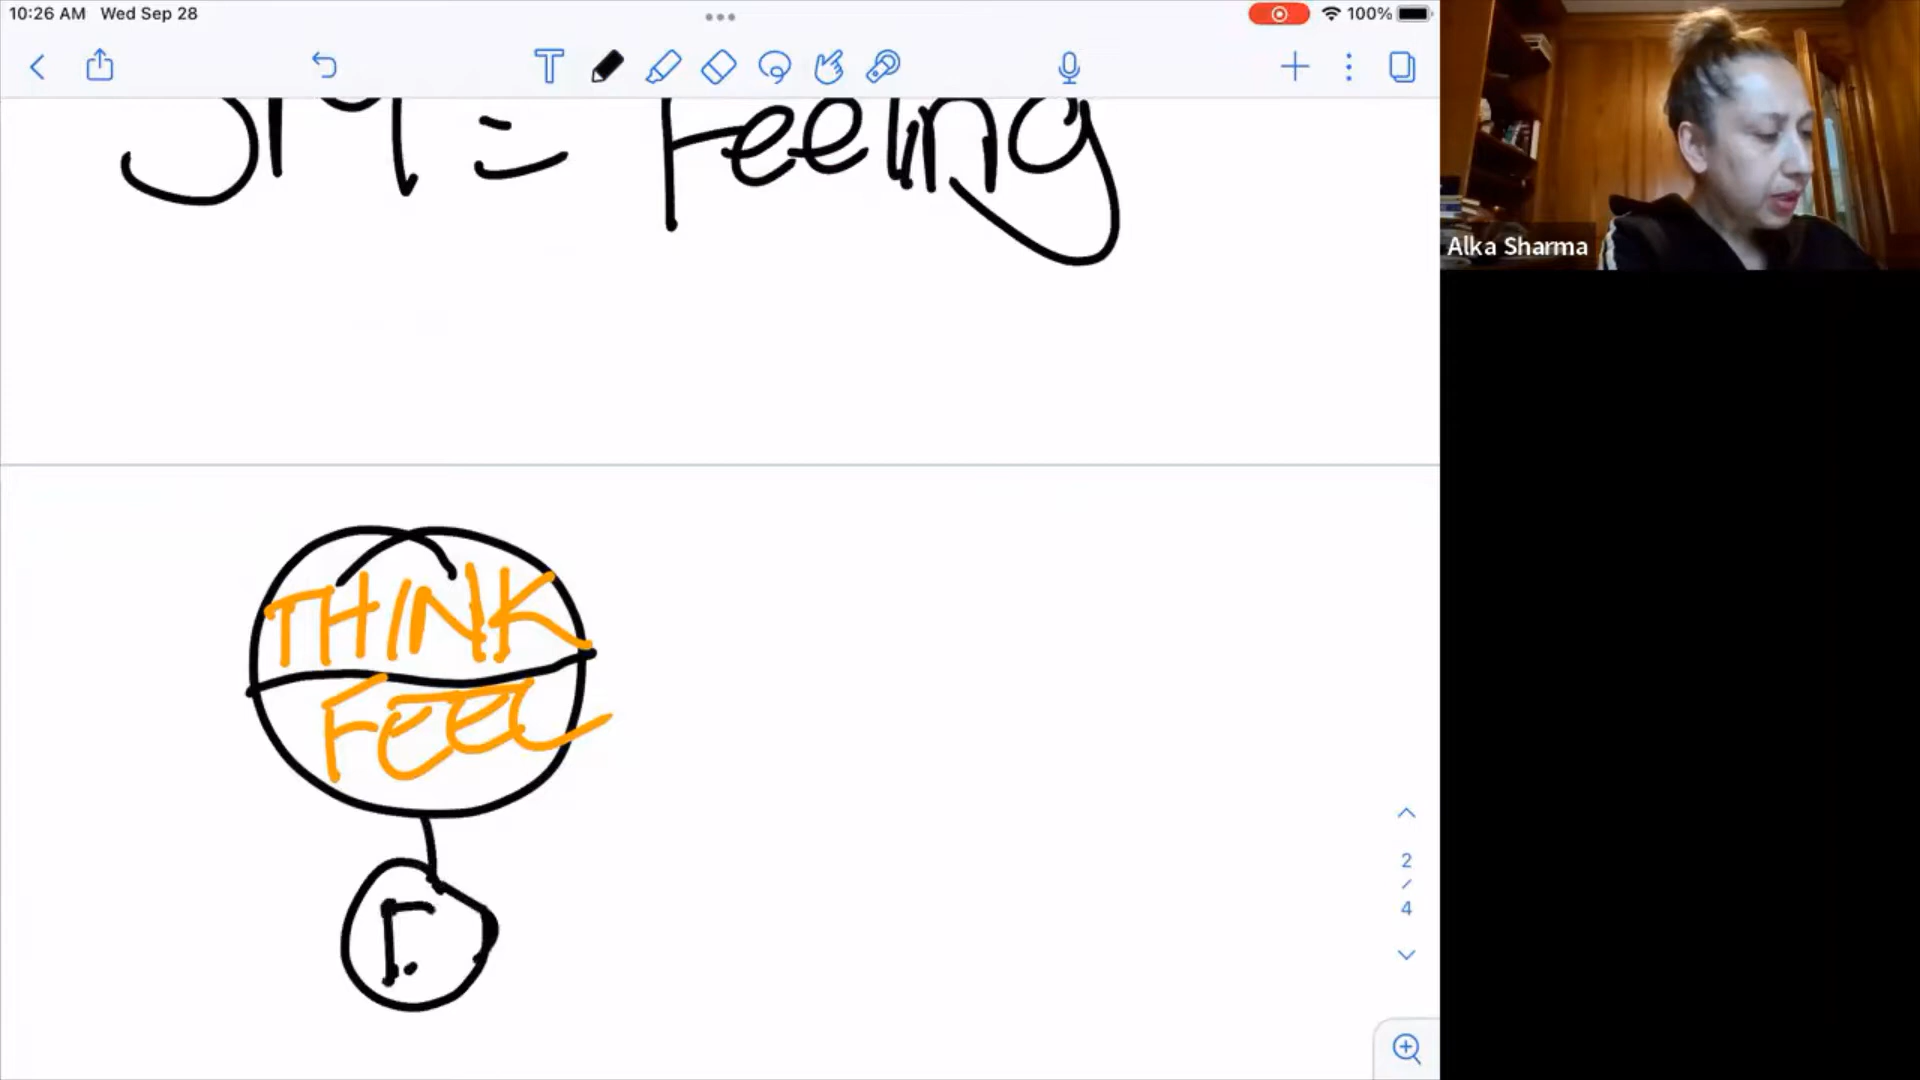 10:26 AM Wed Sep 28
100%
= Feeling
Alka Sharma
THINK
FEEL
2
/
4